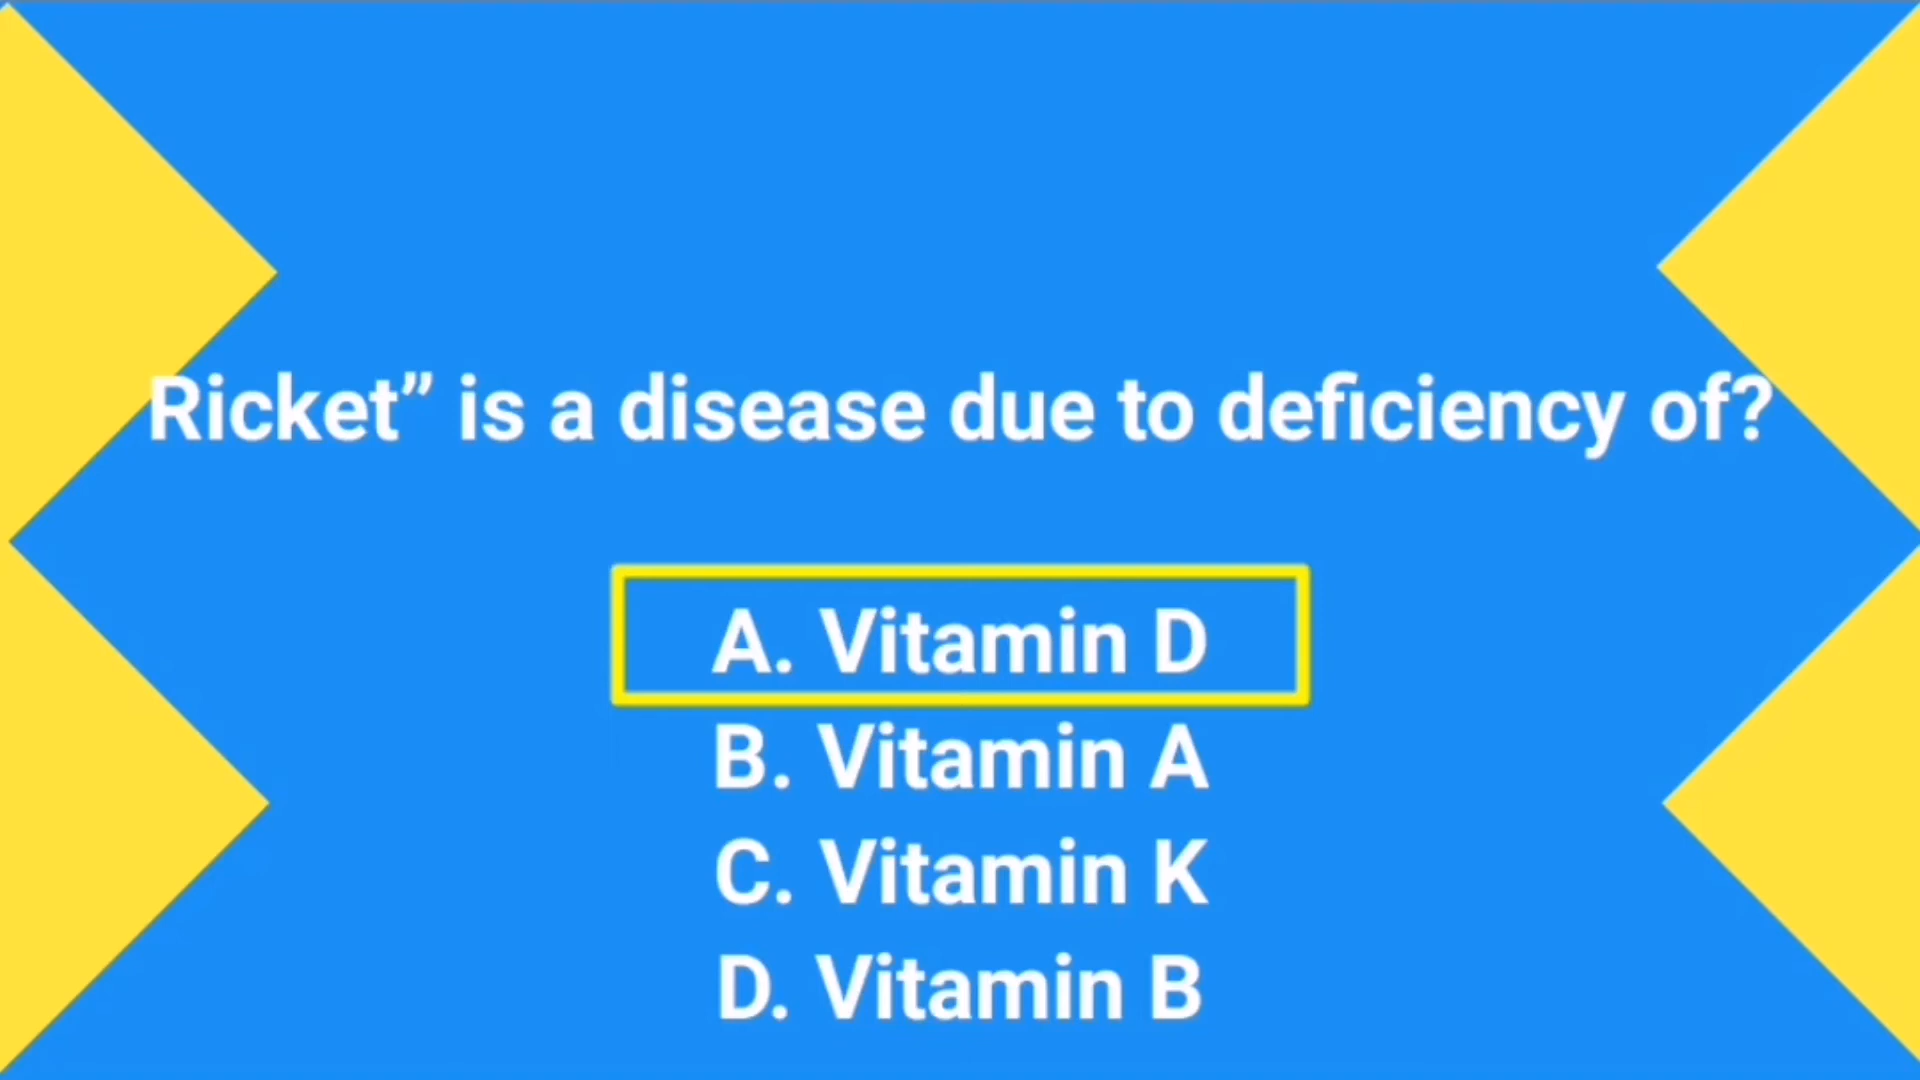 Ricket” is a disease due to deficiency of?
A. Vitamin D
B. Vitamin A
C. Vitamin K
D. Vitamin B